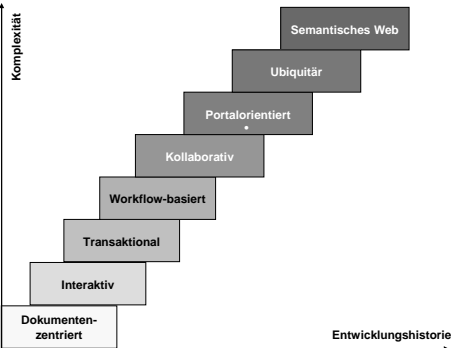 Komplexität
Semantisches Web
Ubiquitär
Portalorientiert
Kollaborativ
Workflow-basiert
Transaktional
Interaktiv
Dokumenten-
zentriert
Entwicklungshistorie